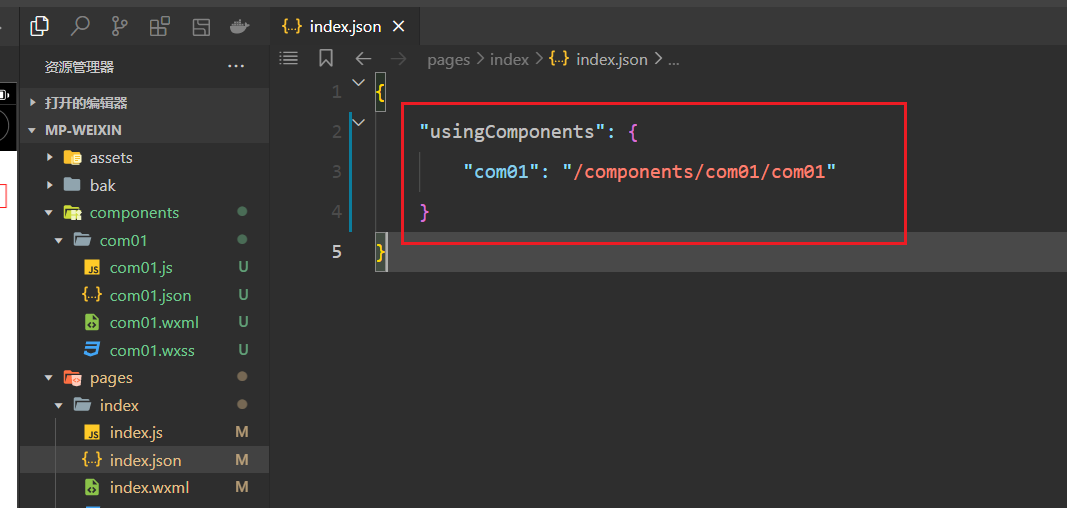 index.json
资源管理器
pages > index > index.json > ...
打开的编辑器
MP-WEIXIN
assets
bak
components
com01
com01.js U
com01.json U
com01.wxml U
com01.wxss U
pages
index
index.js M
index.json M
index.wxml M
1 {
2 "usingComponents": {
3 "com01": "/components/com01/com01"
4 }
5 }